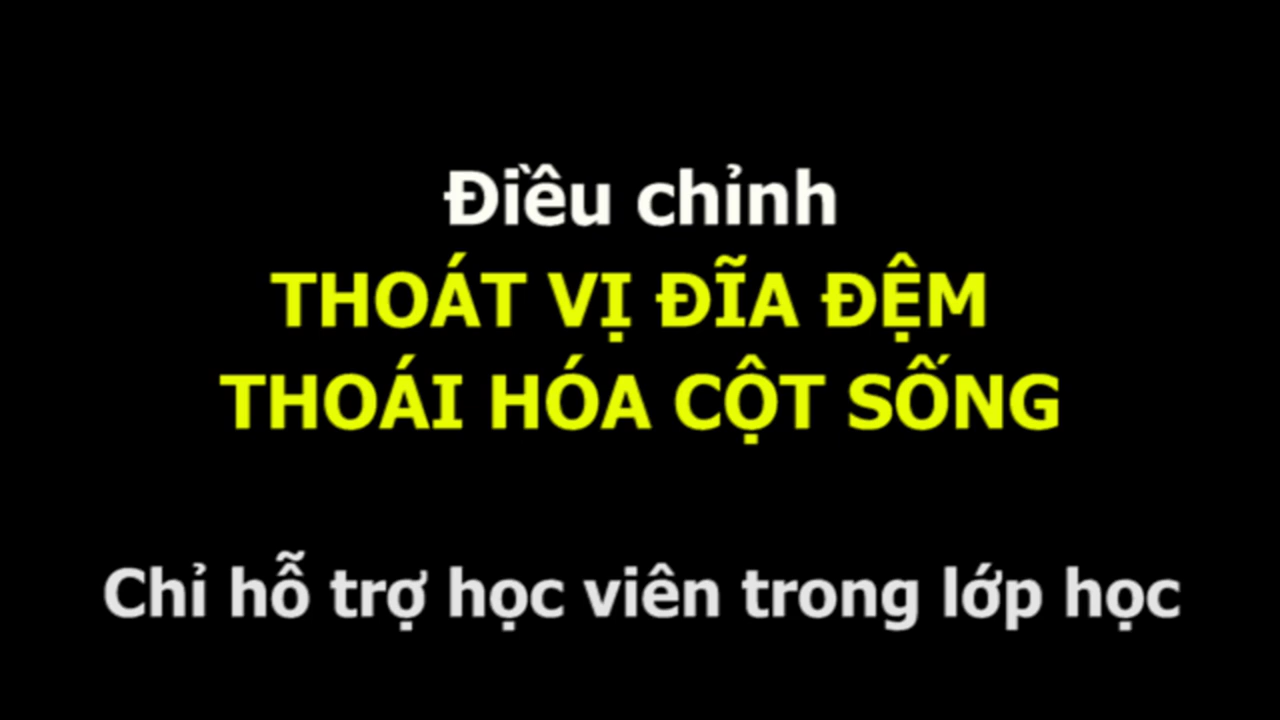 Điều chỉnh
THOÁT VỊ ĐĨA ĐỆM
THOÁI HÓA CỘT SỐNG
Chỉ hỗ trợ học viên trong lớp học